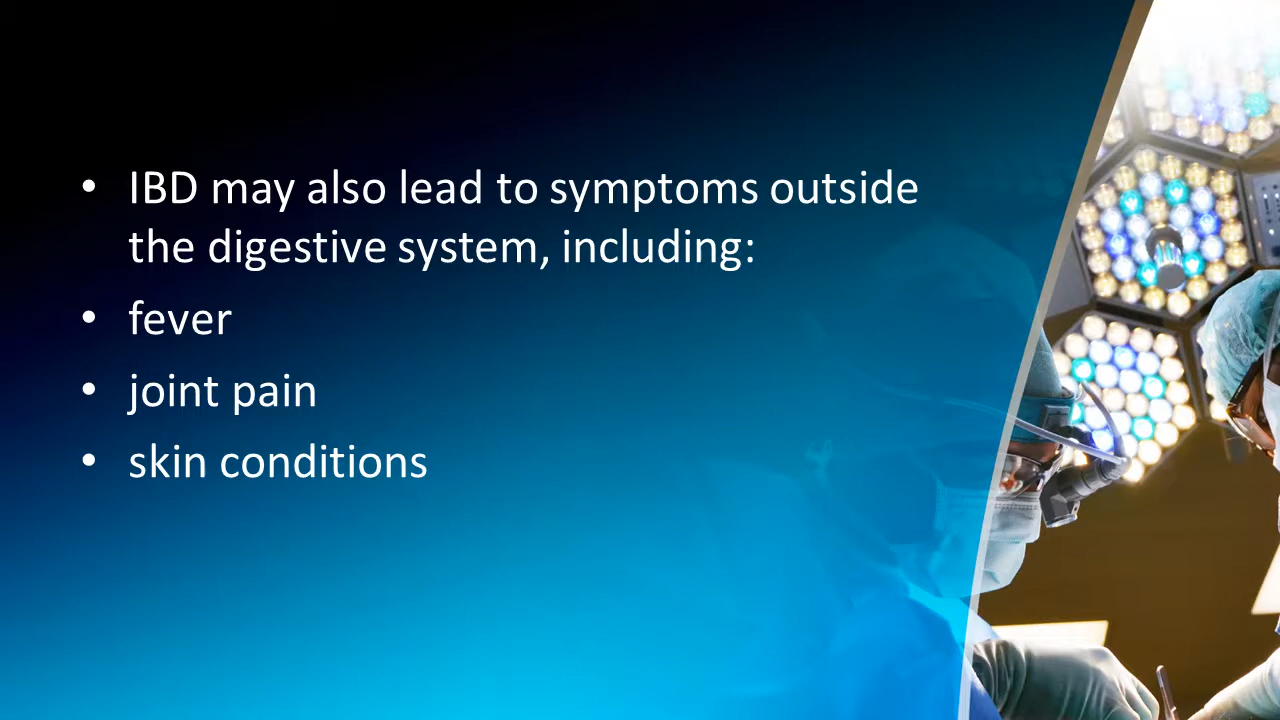 • IBD may also lead to symptoms outside
the digestive system, including:
• fever
• joint pain
• skin conditions